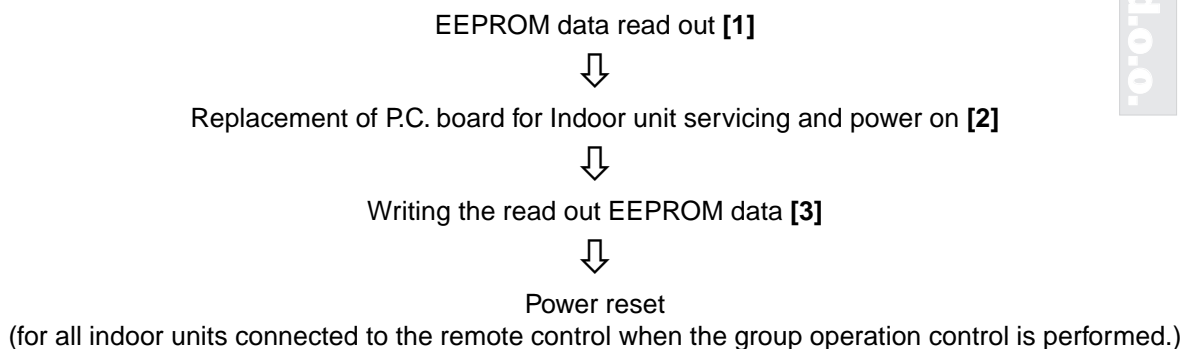 EEPROM data read out [1]
Replacement of P.C. board for Indoor unit servicing and power on [2]
Writing the read out EEPROM data [3]
Power reset
(for all indoor units connected to the remote control when the group operation control is performed.)
d.o.o.